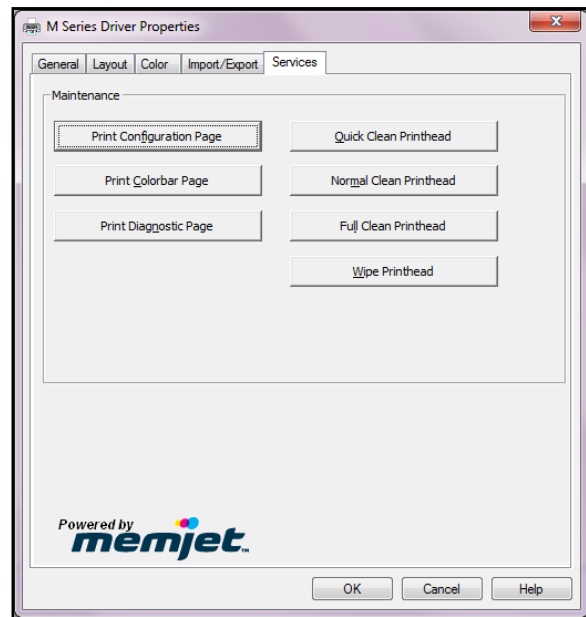 M Series Driver Properties
General Layout Color Import/Export Services
Maintenance
Print Configuration Page Quick Clean Printhead
Print Colorbar Page Normal Clean Printhead
Print Diagnostic Page Full Clean Printhead
Wipe Printhead
Powered by
memjet™
OK Cancel Help